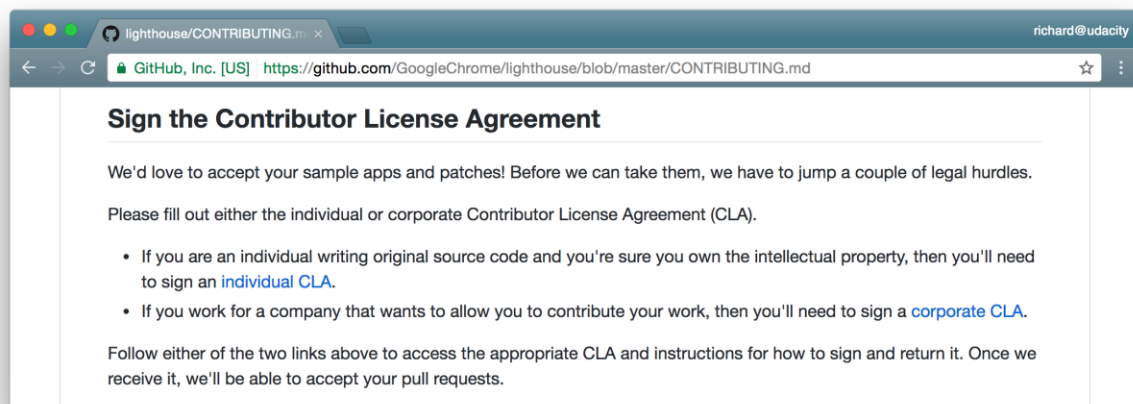 lighthouse/CONTRIBUTING.m
richard@udacity
GitHub, Inc. [US] https://github.com/GoogleChrome/lighthouse/blob/master/CONTRIBUTING.md
Sign the Contributor License Agreement
We'd love to accept your sample apps and patches! Before we can take them, we have to jump a couple of legal hurdles.
Please fill out either the individual or corporate Contributor License Agreement (CLA).
• If you are an individual writing original source code and you're sure you own the intellectual property, then you'll need
to sign an individual CLA.
• If you work for a company that wants to allow you to contribute your work, then you'll need to sign a corporate CLA.
Follow either of the two links above to access the appropriate CLA and instructions for how to sign and return it. Once we
receive it, we'll be able to accept your pull requests.